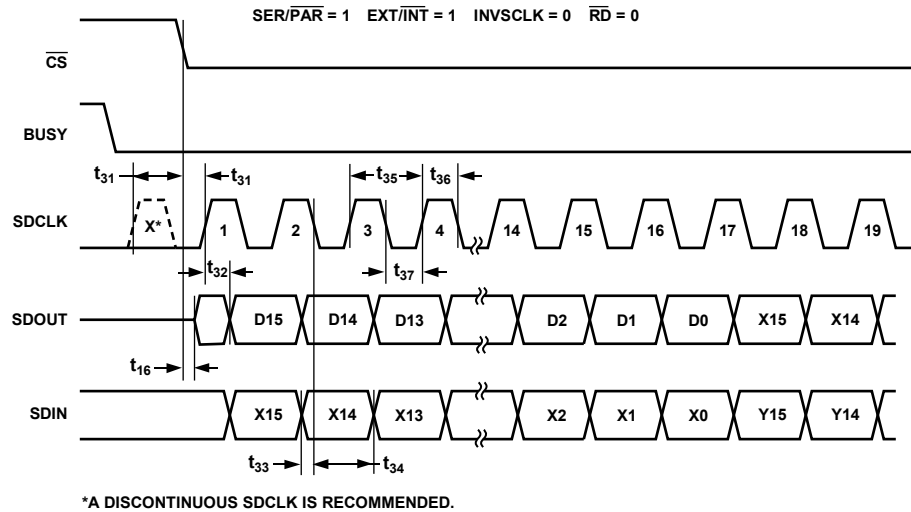 SER/PAR = 1 EXT/INT = 1 INVSCLK = 0 RD = 0
CS
BUSY
t31 t31 t35 t36
SDCLK X* 1 2 3 4 14 15 16 17 18 19
t32 t37
SDOUT D15 D14 D13 D2 D1 D0 X15 X14
t16
SDIN X15 X14 X13 X2 X1 X0 Y15 Y14
t33 t34
*A DISCONTINUOUS SDCLK IS RECOMMENDED.